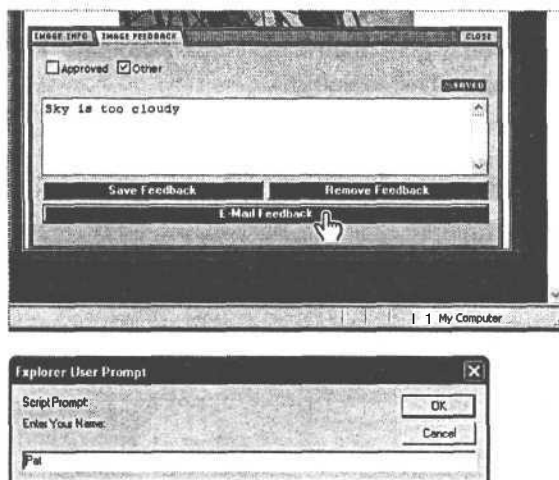 IMAGE INFO IMAGE FEEDBACK CLOSE
Approved Other
SAVED
Sky is too cloudy
Save Feedback Remove Feedback
E-Mail Feedback
My Computer
Explorer User Prompt
Script Prompt:
OK
Enter Your Name:
Cancel
Pat